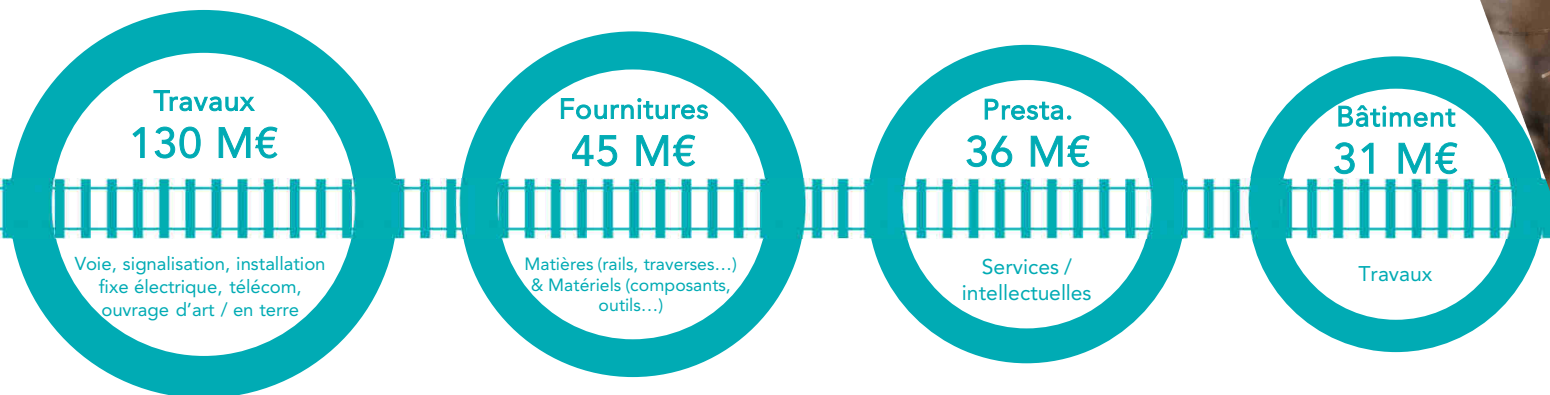 Travaux
130 M€
Voie, signalisation, installation
fixe électrique, télécom,
ouvrage d'art / en terre
Fournitures
45 M€
Matières (rails, traverses…)
& Matériels (composants,
outils…)
Presta.
36 M€
Services /
intellectuelles
Bâtiment
31 M€
Travaux